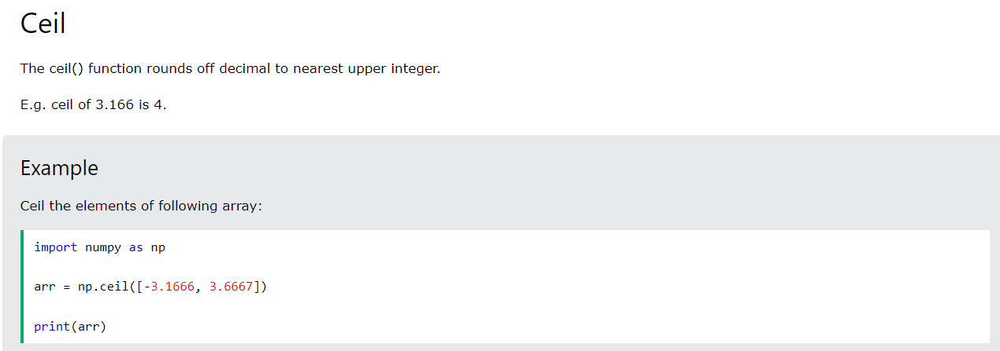 Ceil
The ceil() function rounds off decimal to nearest upper integer.
E.g. ceil of 3.166 is 4.
Example
Ceil the elements of following array:
import numpy as np
arr = np.ceil([-3.1666, 3.6667])
print(arr)